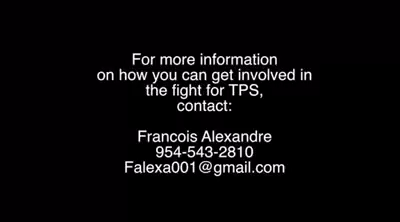 For more information
on how you can get involved in
the fight for TPS,
contact:
Francois Alexandre
954-543-2810
Falexa001@gmail.com